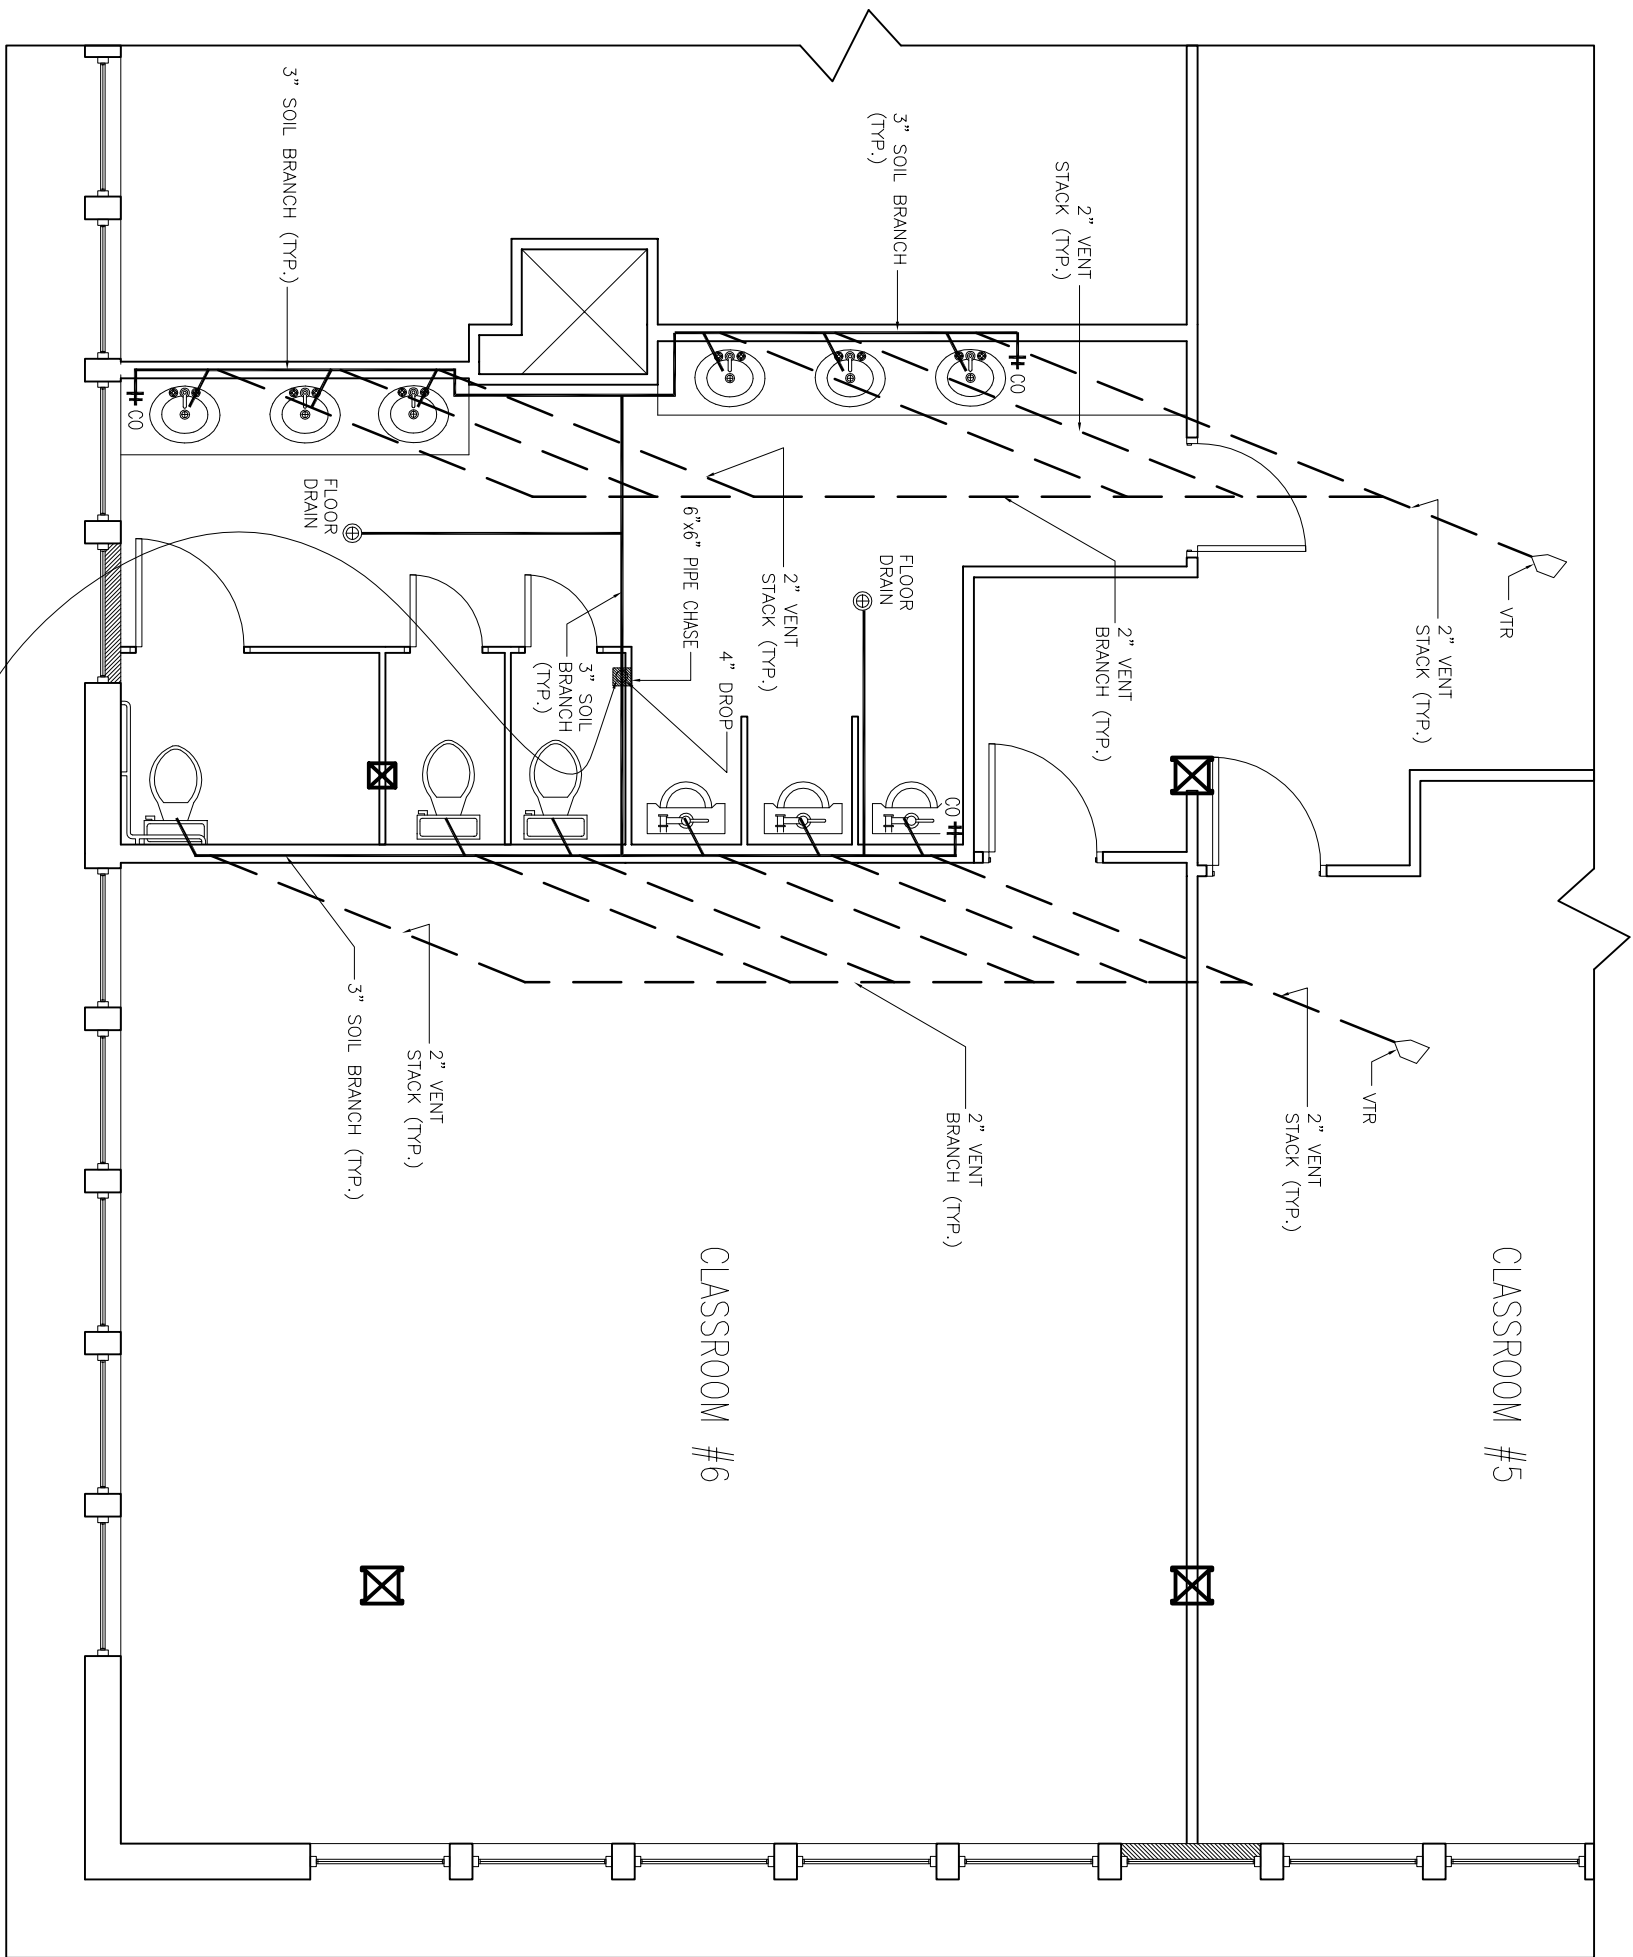 3" SOIL BRANCH (TYP.)
3" SOIL BRANCH
(TYP.)
2" VENT
STACK (TYP.)
CO
CO
FLOOR
DRAIN
6"x6" PIPE CHASE
2" VENT
STACK (TYP.)
FLOOR
DRAIN
2" VENT
BRANCH (TYP.)
2" VENT
STACK (TYP.)
VTR
3" SOIL
BRANCH
(TYP.)
4" DROP
CO
3" SOIL BRANCH (TYP.)
2" VENT
STACK (TYP.)
2" VENT
BRANCH (TYP.)
2" VENT
STACK (TYP.)
VTR
CLASSROOM #6
CLASSROOM #5